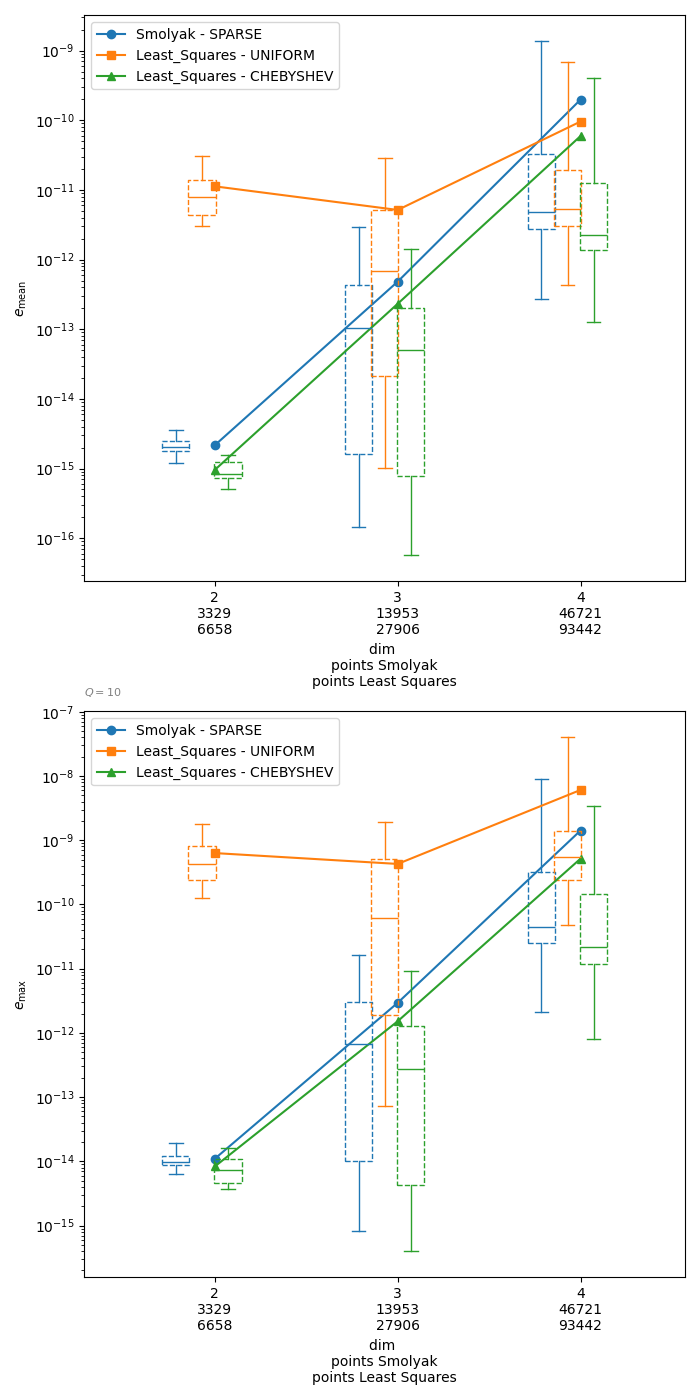 Smolyak - SPARSE
Least_Squares - UNIFORM
Least_Squares - CHEBYSHEV
10⁻⁹
10⁻¹⁰
10⁻¹¹
10⁻¹²
10⁻¹³
10⁻¹⁴
10⁻¹⁵
10⁻¹⁶
e_mean
2 3 4
3329 13953 46721
6658 27906 93442
dim
points Smolyak
points Least Squares
Q = 10
Smolyak - SPARSE
Least_Squares - UNIFORM
Least_Squares - CHEBYSHEV
10⁻⁷
10⁻⁸
10⁻⁹
10⁻¹⁰
10⁻¹¹
10⁻¹²
10⁻¹³
10⁻¹⁴
10⁻¹⁵
e_max
2 3 4
3329 13953 46721
6658 27906 93442
dim
points Smolyak
points Least Squares